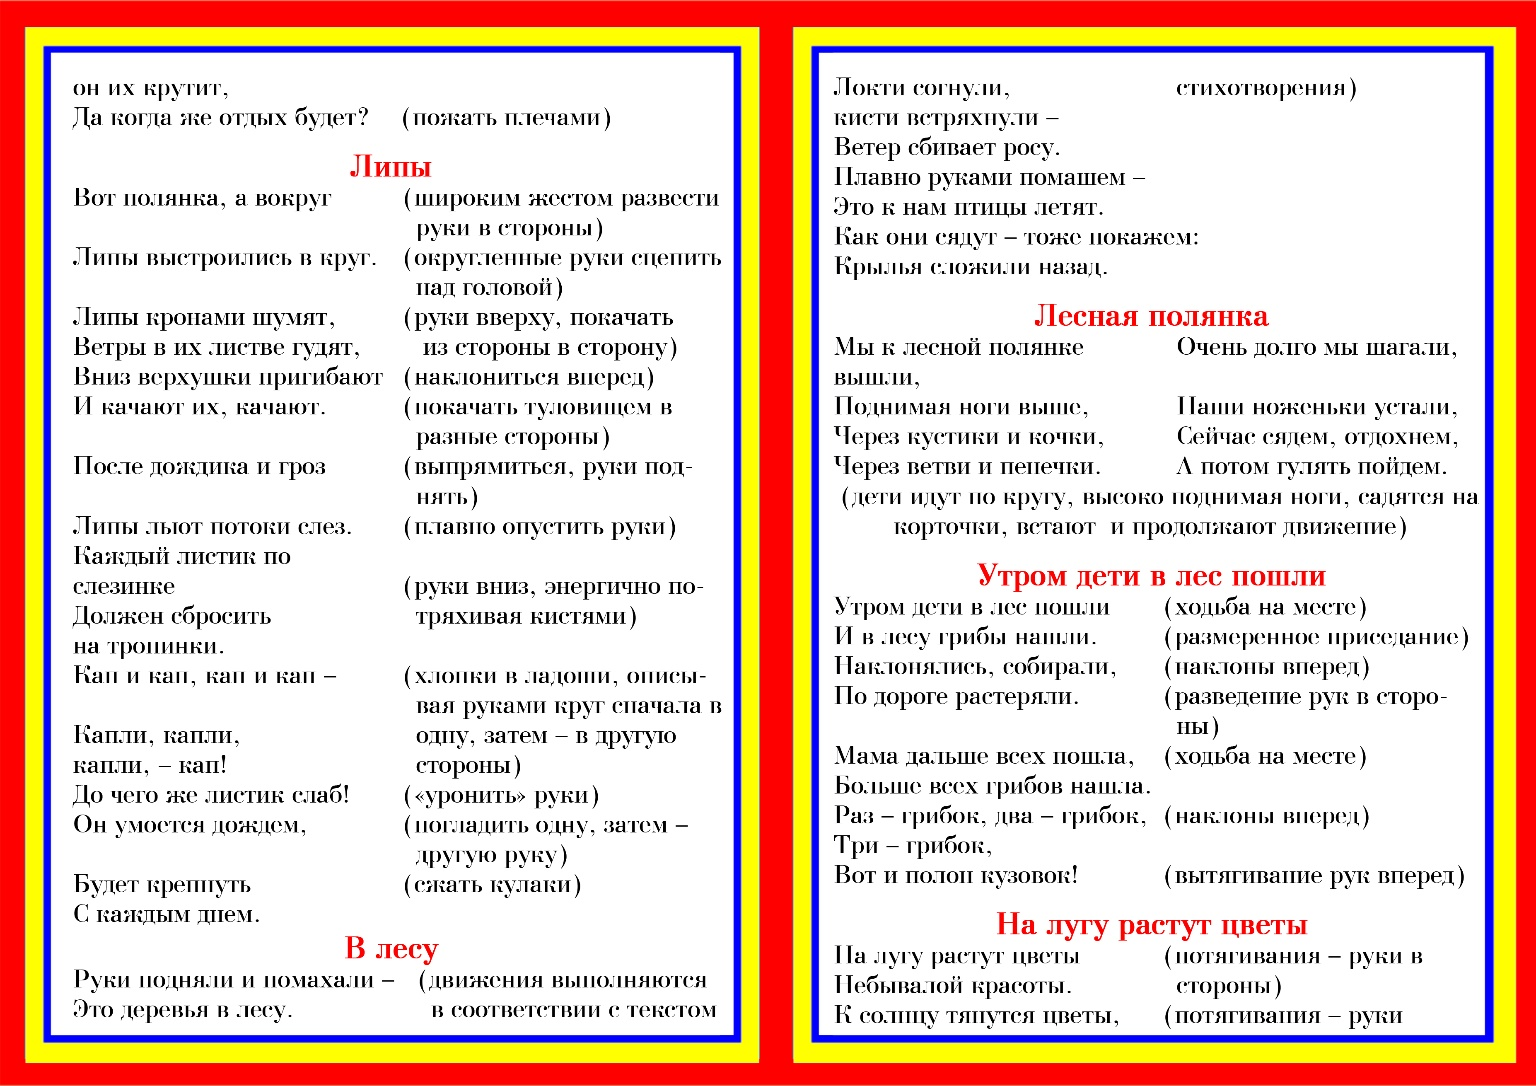 он их крутит,
Да когда же отдых будет? (пожать плечами)
Липы
Вот полянка, а вокруг (широким жестом развести
руки в стороны)
Липы выстроились в круг. (округленные руки сцепить
над головой)
Липы кронами шумят, (руки вверху, покачать
Ветры в их листве гудят, из стороны в сторону)
Вниз верхушки пригибают (наклониться вперед)
И качают их, качают. (покачать туловищем в
разные стороны)
После дождика и гроз (выпрямиться, руки под-
нять)
Липы льют потоки слез. (плавно опустить руки)
Каждый листик по
слезинке (руки вниз, энергично по-
Должен сбросить тряхивая кистями)
на тропинки.
Кап и кап, кап и кап – (хлопки в ладоши, описы-
вая руками круг сначала в
Капли, капли, одну, затем – в другую
капли, – кап! стороны)
До чего же листик слаб! («уронить» руки)
Он умоется дождем, (погладить одну, затем –
другую руку)
Будет крепнуть (сжать кулаки)
С каждым днем.
В лесу
Руки подняли и помахали – (движения выполняются
Это деревья в лесу. в соответствии с текстом
Локти согнули, стихотворения)
кисти встряхнули –
Ветер сбивает росу.
Плавно руками помашем –
Это к нам птицы летят.
Как они сядут – тоже покажем:
Крылья сложили назад.
Лесная полянка
Мы к лесной полянке Очень долго мы шагали,
вышли,
Поднимая ноги выше, Наши ноженьки устали,
Через кустики и кочки, Сейчас сядем, отдохнем,
Через ветви и пенечки. А потом гулять пойдем.
(дети идут по кругу, высоко поднимая ноги, садятся на
корточки, встают и продолжают движение)
Утром дети в лес пошли
Утром дети в лес пошли (ходьба на месте)
И в лесу грибы нашли. (размеренное приседание)
Наклонялись, собирали, (наклоны вперед)
По дороге растеряли. (разведение рук в сторо-
ны)
Мама дальше всех пошла, (ходьба на месте)
Больше всех грибов нашла.
Раз – грибок, два – грибок, (наклоны вперед)
Три – грибок,
Вот и полон кузовок! (вытягивание рук вперед)
На лугу растут цветы
На лугу растут цветы (потягивания – руки в
Небывалой красоты. стороны)
К солнцу тянутся цветы, (потягивания – руки